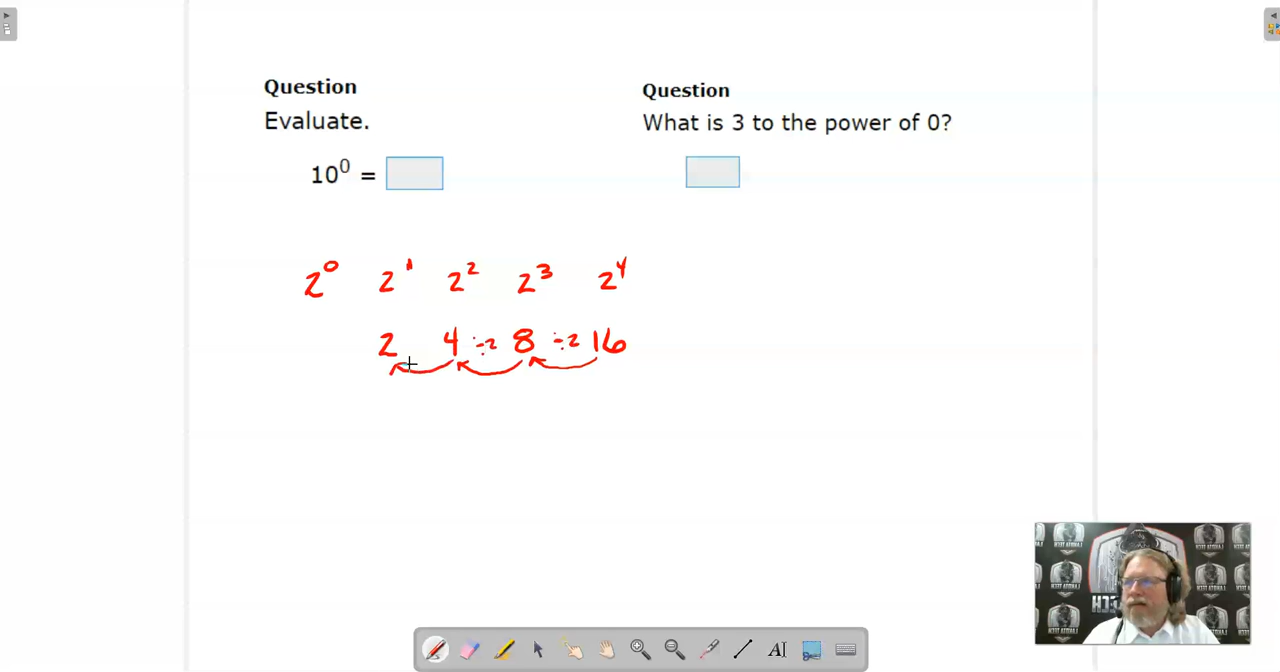 Question
Evaluate.
10⁰ =
Question
What is 3 to the power of 0?
2⁰ 2¹ 2² 2³ 2⁴
2 4 ÷2 8 ÷2 16
AI